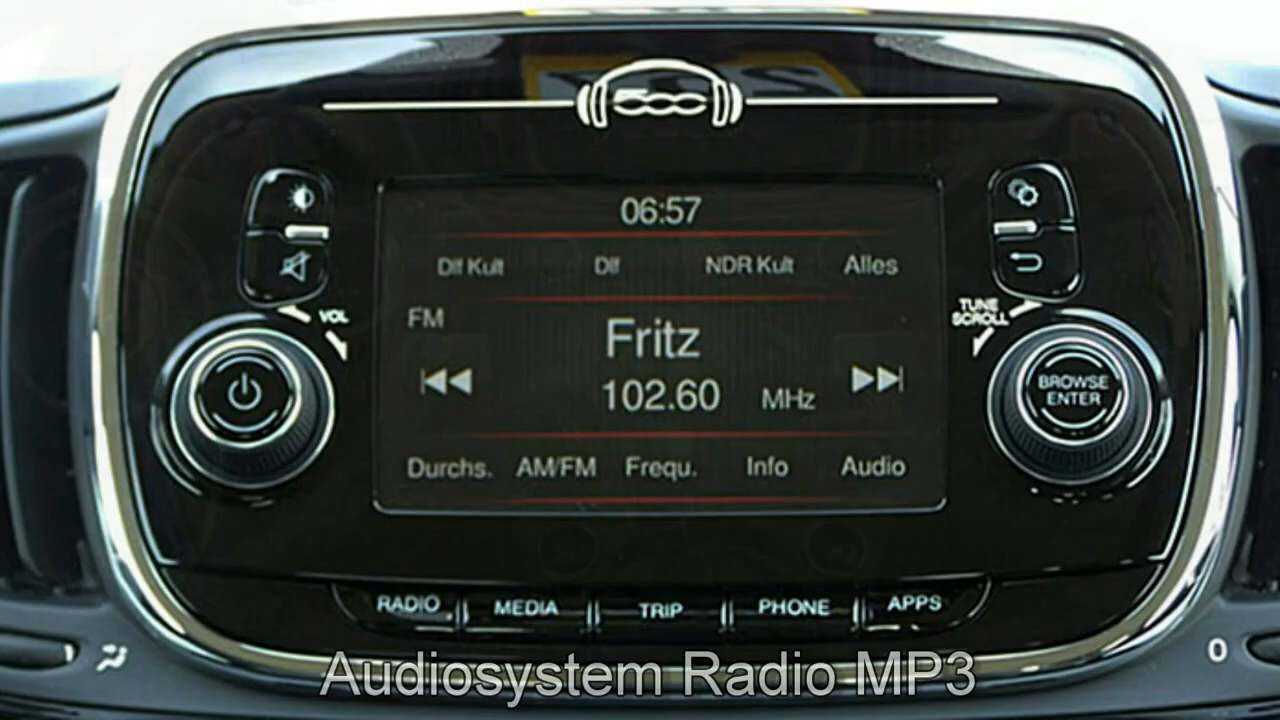 500
06:57
Dlf Kult Dlf NDR Kult Alles
VOL
TUNE
SCROLL
FM
Fritz
102.60 MHz
BROWSE
ENTER
Durchs. AM/FM Frequ. Info Audio
RADIO MEDIA TRIP PHONE APPS
0
Audiosystem Radio MP3